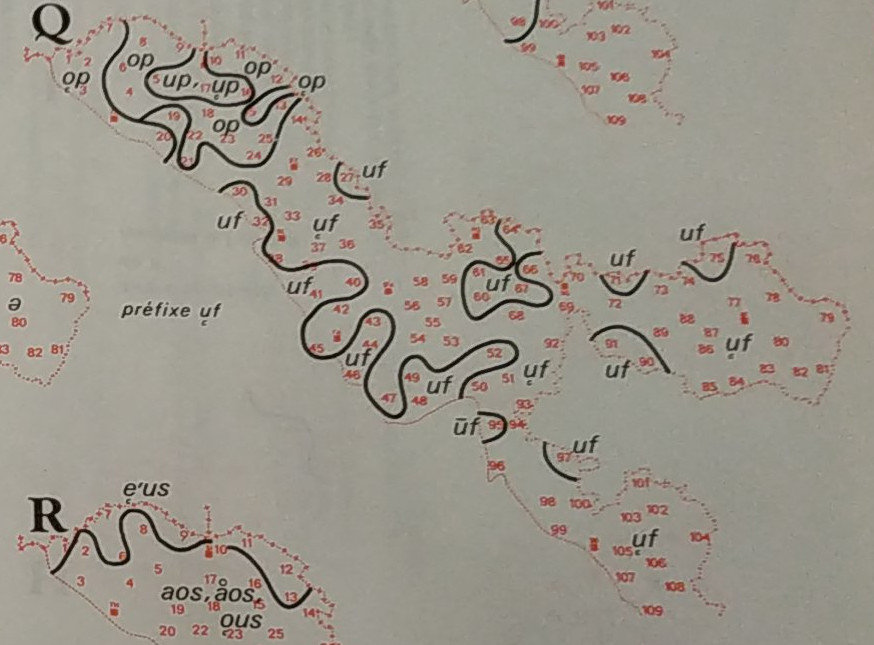 98 100 101
99 103 102
104
105 106
107 108
109
Q
7 8 9 10 11 12
1 2 3 4 5 6
op op up, up op op
c c
17 13
op
18 19 20 21 22 23 24 25
14
26 27 28 29
uf
30 31 32 33 34 35
uf uf
c
36 37 38
uf
40 41 42 43 44 45 46 47 48 49
uf uf
50 51 52 53 54 55 56 57 58 59
uf
c
60 61 62 63 64 65 66 67 68 69
uf
70 71 72 73 74 75 76 77 78 79
uf uf
80 81 82 83 84 85 86 87 88 89
uf
c
90 91 92 93 94 95
uf
ūf
96 97
uf
98 99 100 101 102 103 104
uf
c
105 106 107 108 109
78 79
ə
80
82 81
préfixe uf
c
R
e'us
c
7 8 9 10 11 12
1 2 3 4 5 6
17 16 13
aos, åos,
19 18 15 14
ous
c
20 22 23 25